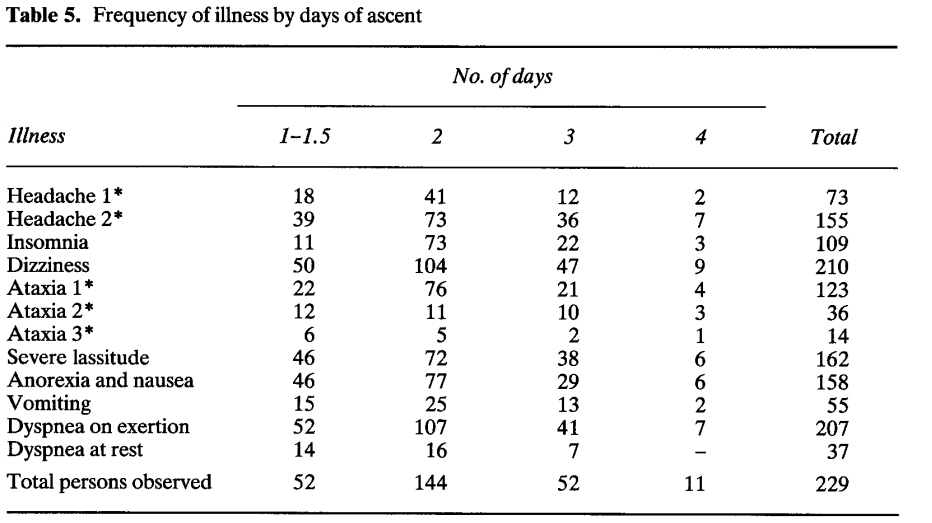 Table 5. Frequency of illness by days of ascent
No. of days
Illness 1–1.5 2 3 4 Total
Headache 1* 18 41 12 2 73
Headache 2* 39 73 36 7 155
Insomnia 11 73 22 3 109
Dizziness 50 104 47 9 210
Ataxia 1* 22 76 21 4 123
Ataxia 2* 12 11 10 3 36
Ataxia 3* 6 5 2 1 14
Severe lassitude 46 72 38 6 162
Anorexia and nausea 46 77 29 6 158
Vomiting 15 25 13 2 55
Dyspnea on exertion 52 107 41 7 207
Dyspnea at rest 14 16 7 – 37
Total persons observed 52 144 52 11 229